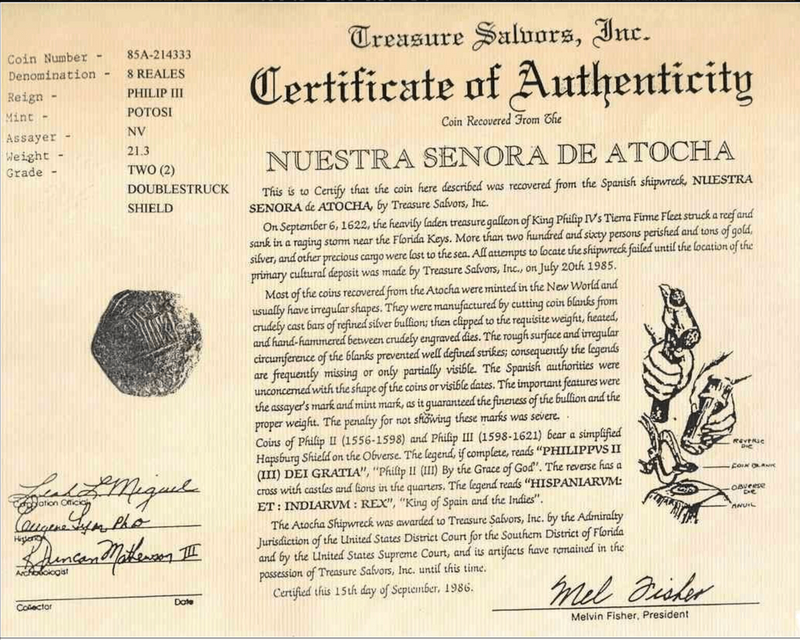 Treasure Salvors, Inc.
Certificate of Authenticity
Coin Recovered From The
NUESTRA SENORA DE ATOCHA
Coin Number - 85A-214333
Denomination - 8 REALES
Reign - PHILIP III
Mint - POTOSI
Assayer - NV
Weight - 21.3
Grade - TWO (2)
DOUBLESTRUCK
SHIELD
This is to Certify that the coin here described was recovered from the Spanish shipwreck, NUESTRA
SENORA de ATOCHA, by Treasure Salvors, Inc.
On September 6, 1622, the heavily laden treasure galleon of King Philip IV's Tierra Firme Fleet struck a reef and
sank in a raging storm near the Florida Keys. More than two hundred and sixty persons perished and tons of gold,
silver, and other precious cargo were lost to the sea. All attempts to locate the shipwreck failed until the location of the
primary cultural deposit was made by Treasure Salvors, Inc., on July 20th 1985.
Most of the coins recovered from the Atocha were minted in the New World and
usually have irregular shapes. They were manufactured by cutting coin blanks from
crudely cast bars of refined silver bullion; then clipped to the requisite weight, heated,
and hand-hammered between crudely engraved dies. The rough surface and irregular
circumference of the blanks prevented well defined strikes; consequently the legends
are frequently missing or only partially visible. The Spanish authorities were
unconcerned with the shape of the coins or visible dates. The important features were
the assayer's mark and mint mark, as it guaranteed the fineness of the bullion and the
proper weight. The penalty for not showing these marks was severe.
Coins of Philip II (1556-1598) and Philip III (1598-1621) bear a simplified
Hapsburg Shield on the Obverse. The legend, if complete, reads "PHILIPPVS II
(III) DEI GRATIA", "Philip II (III) By the Grace of God". The reverse has a
cross with castles and lions in the quarters. The legend reads "HISPANIARVM:
ET : INDIARVM : REX", "King of Spain and the Indies".
The Atocha Shipwreck was awarded to Treasure Salvors, Inc. by the Admiralty
Jurisdiction of the United States District Court for the Southern District of Florida
and by the United States Supreme Court, and its artifacts have remained in the
possession of Treasure Salvors, Inc. until this time.
Certified this 15th day of September, 1986.
REVERSE
DIE
COIN BLANK
OBVERSE
DIE
ANVIL
Leah L Miguel
Official
Eugene Lyon PhD
Historian
R Duncan Mathewson III
Archaeologist
Collector Date
Mel Fisher
Melvin Fisher, President